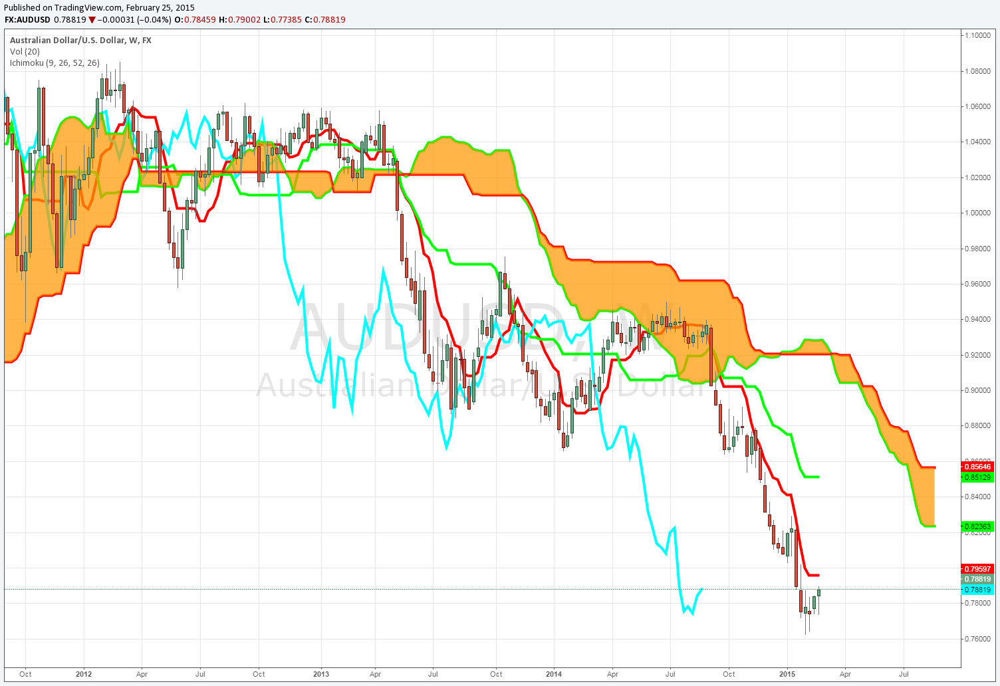 Published on TradingView.com, February 25, 2015
FX:AUDUSD 0.78819 ▼ −0.00031 (−0.04%) O:0.78459 H:0.79002 L:0.77385 C:0.78819
Australian Dollar/U.S. Dollar, W, FX
Vol (20)
Ichimoku (9, 26, 52, 26)
AUDUSD, W
Australian Dollar/U.S. Dollar
1.10000
1.08000
1.06000
1.04000
1.02000
1.00000
0.98000
0.96000
0.94000
0.92000
0.90000
0.88000
0.86000
0.85646
0.85129
0.84000
0.82363
0.82000
0.79597
0.78819
0.78819
0.78000
0.76000
Oct 2012 Apr Jul Oct 2013 Apr Jul Oct 2014 Apr Jul Oct 2015 Apr Jul